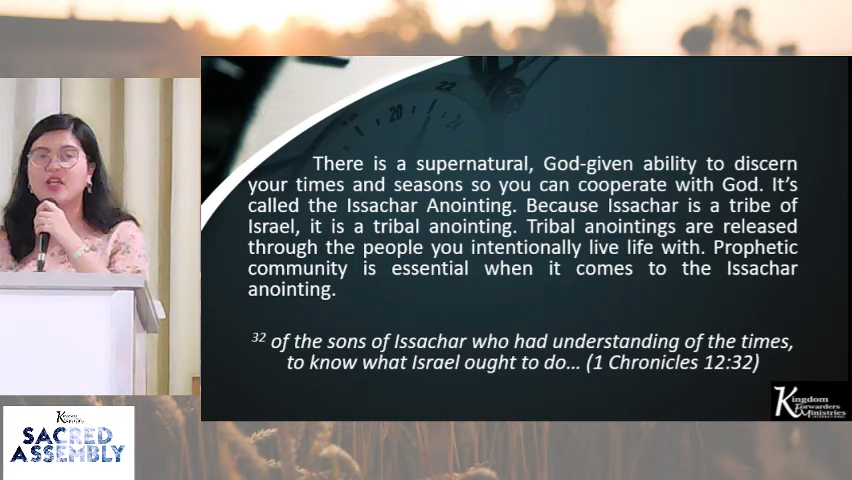 22
20
24
There is a supernatural, God-given ability to discern
your times and seasons so you can cooperate with God. It's
called the Issachar Anointing. Because Issachar is a tribe of
Israel, it is a tribal anointing. Tribal anointings are released
through the people you intentionally live life with. Prophetic
community is essential when it comes to the Issachar
anointing.
32 of the sons of Issachar who had understanding of the times,
to know what Israel ought to do... (1 Chronicles 12:32)
Kingdom
Forwarders
Ministries
INTERNATIONAL
SACRED
ASSEMBLY